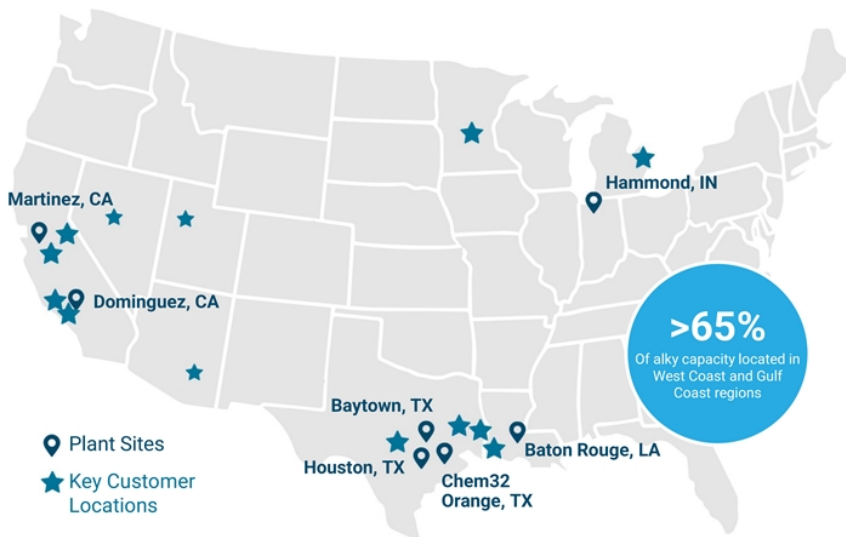 Martinez, CA
Hammond, IN
Dominguez, CA
>65%
Of alky capacity located in
West Coast and Gulf
Coast regions
Baytown, TX
Houston, TX
Chem32
Orange, TX
Baton Rouge, LA
Plant Sites
Key Customer
Locations